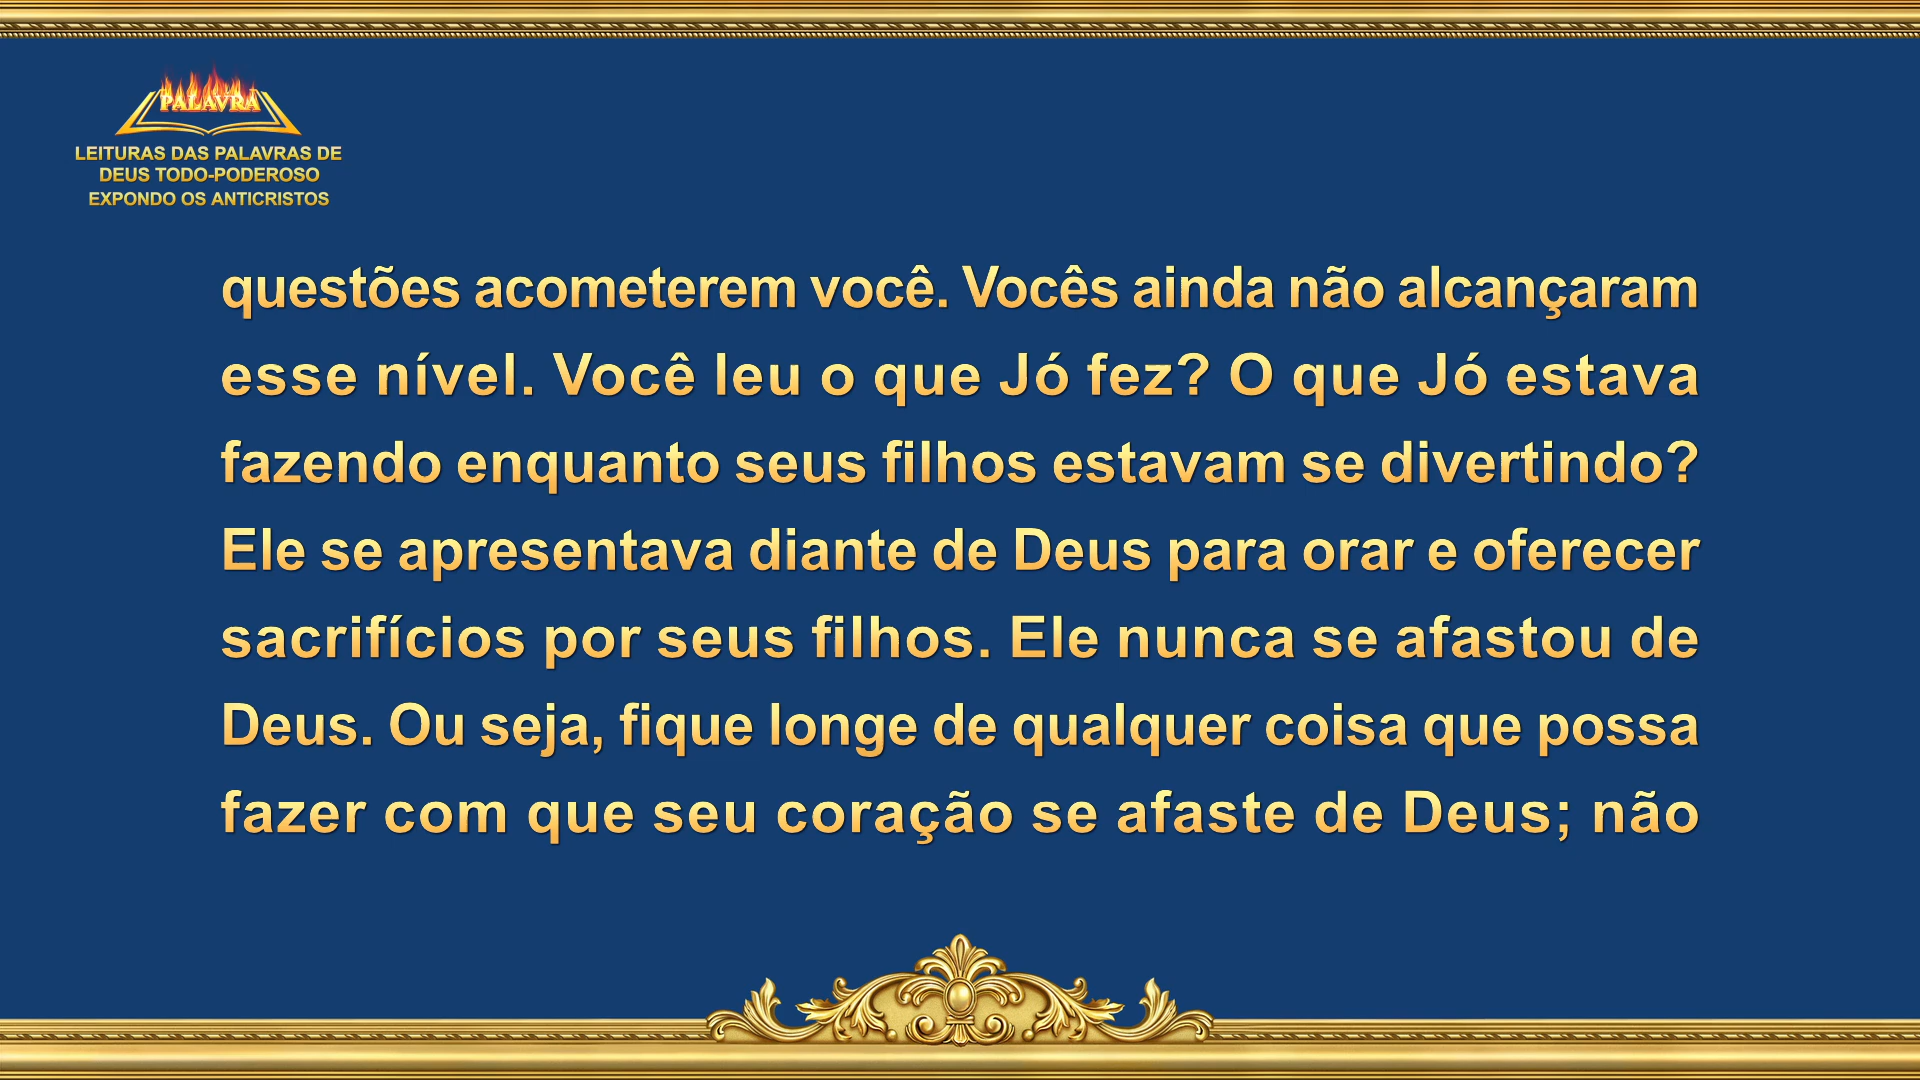 PALAVRA
LEITURAS DAS PALAVRAS DE
DEUS TODO-PODEROSO
EXPONDO OS ANTICRISTOS
questões acometerem você. Vocês ainda não alcançaram
esse nível. Você leu o que Jó fez? O que Jó estava
fazendo enquanto seus filhos estavam se divertindo?
Ele se apresentava diante de Deus para orar e oferecer
sacrifícios por seus filhos. Ele nunca se afastou de
Deus. Ou seja, fique longe de qualquer coisa que possa
fazer com que seu coração se afaste de Deus; não